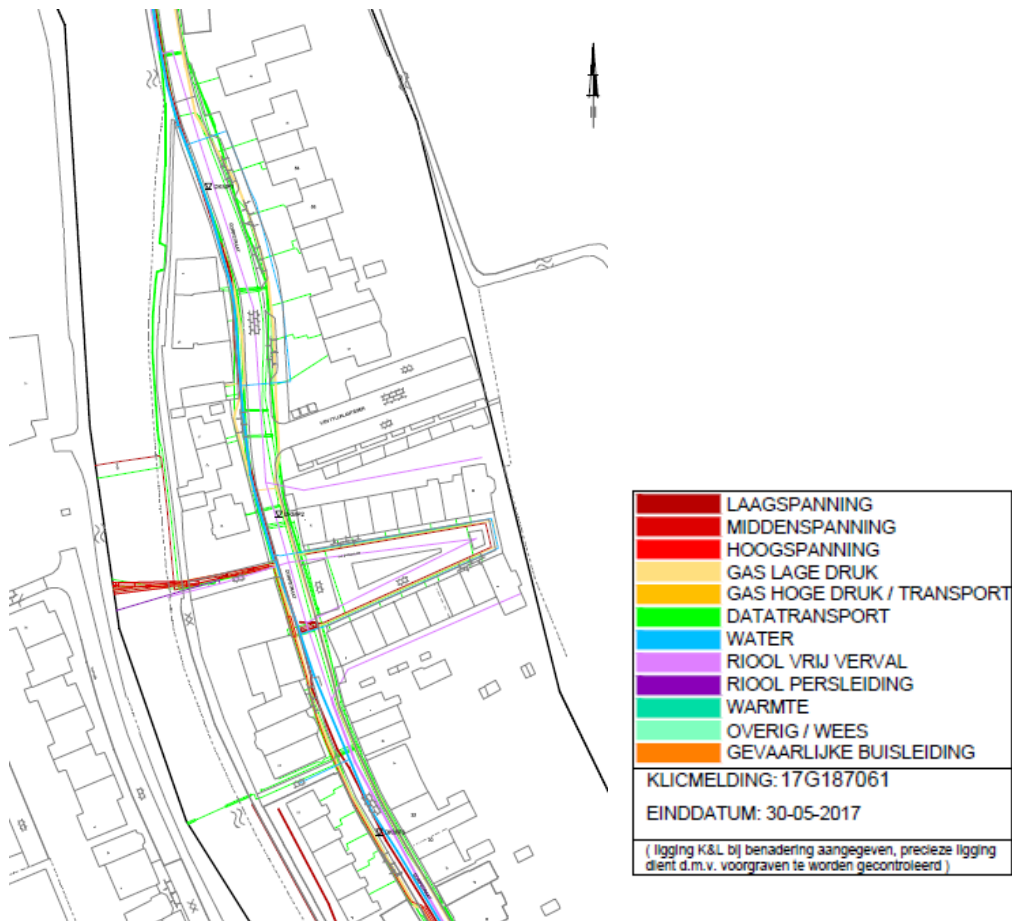 LAAGSPANNING
MIDDENSPANNING
HOOGSPANNING
GAS LAGE DRUK
GAS HOGE DRUK / TRANSPORT
DATATRANSPORT
WATER
RIOOL VRIJ VERVAL
RIOOL PERSLEIDING
WARMTE
OVERIG / WEES
GEVAARLIJKE BUISLEIDING
KLICMELDING: 17G187061
EINDDATUM: 30-05-2017
( ligging K&L bij benadering aangegeven, precieze ligging
dient d.m.v. voorgraven te worden gecontroleerd )